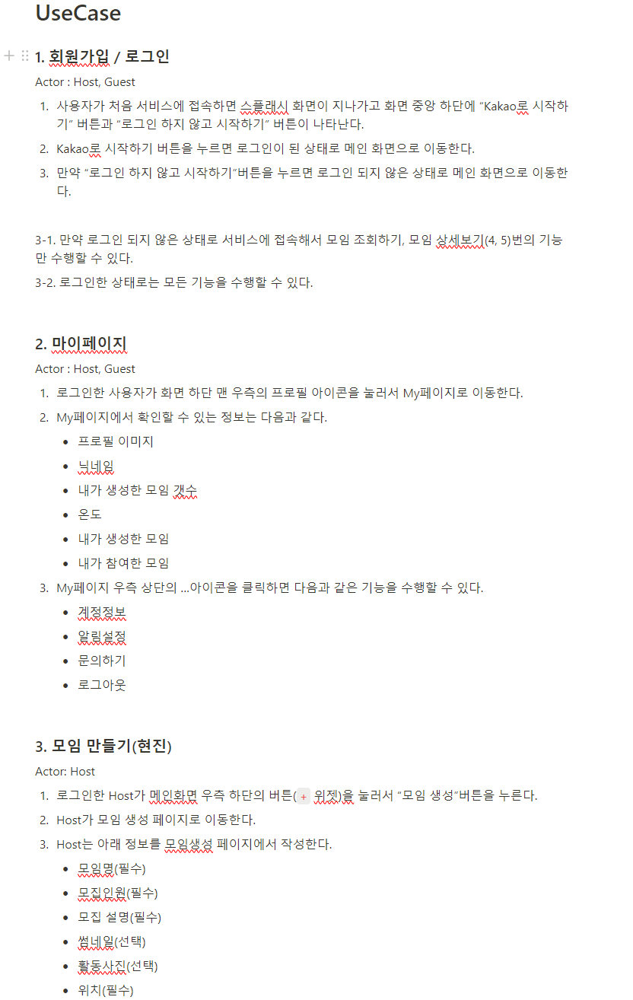 UseCase
1. 회원가입 / 로그인
Actor : Host, Guest
1. 사용자가 처음 서비스에 접속하면 스플래시 화면이 지나가고 화면 중앙 하단에 “Kakao로 시작하
기” 버튼과 “로그인 하지 않고 시작하기” 버튼이 나타난다.
2. Kakao로 시작하기 버튼을 누르면 로그인이 된 상태로 메인 화면으로 이동한다.
3. 만약 “로그인 하지 않고 시작하기”버튼을 누르면 로그인 되지 않은 상태로 메인 화면으로 이동한
다.
3-1. 만약 로그인 되지 않은 상태로 서비스에 접속해서 모임 조회하기, 모임 상세보기(4, 5)번의 기능
만 수행할 수 있다.
3-2. 로그인한 상태로는 모든 기능을 수행할 수 있다.
2. 마이페이지
Actor : Host, Guest
1. 로그인한 사용자가 화면 하단 맨 우측의 프로필 아이콘을 눌러서 My페이지로 이동한다.
2. My페이지에서 확인할 수 있는 정보는 다음과 같다.
• 프로필 이미지
• 닉네임
• 내가 생성한 모임 갯수
• 온도
• 내가 생성한 모임
• 내가 참여한 모임
3. My페이지 우측 상단의 …아이콘을 클릭하면 다음과 같은 기능을 수행할 수 있다.
• 계정정보
• 알림설정
• 문의하기
• 로그아웃
3. 모임 만들기(현진)
Actor: Host
1. 로그인한 Host가 메인화면 우측 하단의 버튼( + 위젯)을 눌러서 “모임 생성”버튼을 누른다.
2. Host가 모임 생성 페이지로 이동한다.
3. Host는 아래 정보를 모임생성 페이지에서 작성한다.
• 모임명(필수)
• 모집인원(필수)
• 모집 설명(필수)
• 썸네일(선택)
• 활동사진(선택)
• 위치(필수)